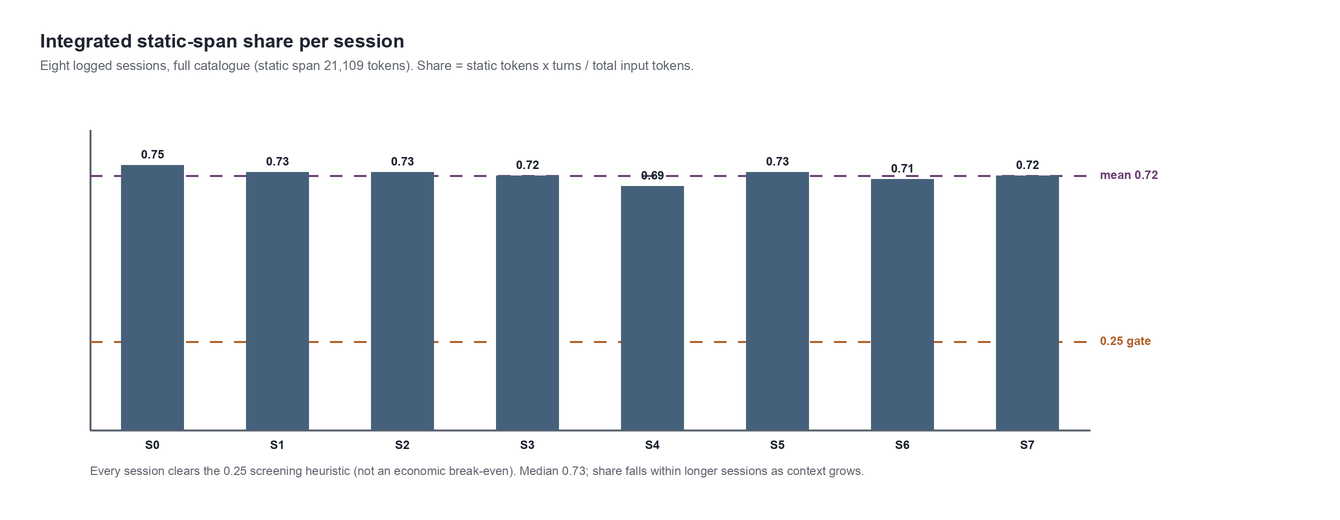 Integrated static-span share per session
Eight logged sessions, full catalogue (static span 21,109 tokens). Share = static tokens x turns / total input tokens.
0.75
0.73
0.73
0.72
0.69
0.73
0.71
0.72
mean 0.72
0.25 gate
S0
S1
S2
S3
S4
S5
S6
S7
Every session clears the 0.25 screening heuristic (not an economic break-even). Median 0.73; share falls within longer sessions as context grows.